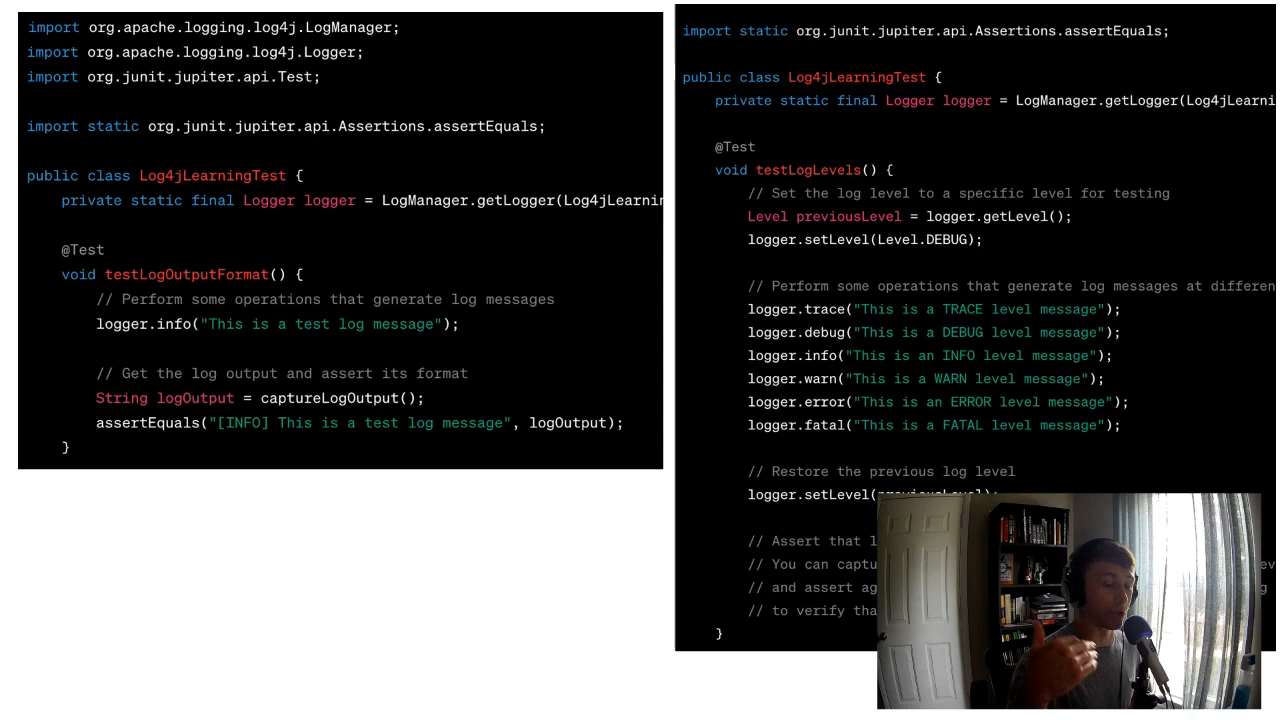 import org.apache.logging.log4j.LogManager;
import org.apache.logging.log4j.Logger;
import org.junit.jupiter.api.Test;
import static org.junit.jupiter.api.Assertions.assertEquals;
public class Log4jLearningTest {
private static final Logger logger = LogManager.getLogger(Log4jLearnin
@Test
void testLogOutputFormat() {
// Perform some operations that generate log messages
logger.info("This is a test log message");
// Get the log output and assert its format
String logOutput = captureLogOutput();
assertEquals("[INFO] This is a test log message", logOutput);
}
import static org.junit.jupiter.api.Assertions.assertEquals;
public class Log4jLearningTest {
private static final Logger logger = LogManager.getLogger(Log4jLearni
@Test
void testLogLevels() {
// Set the log level to a specific level for testing
Level previousLevel = logger.getLevel();
logger.setLevel(Level.DEBUG);
// Perform some operations that generate log messages at differen
logger.trace("This is a TRACE level message");
logger.debug("This is a DEBUG level message");
logger.info("This is an INFO level message");
logger.warn("This is a WARN level message");
logger.error("This is an ERROR level message");
logger.fatal("This is a FATAL level message");
// Restore the previous log level
logger.setLevel(previousLevel);
// Assert that l
// You can captu ev
// and assert ag g
// to verify tha
}